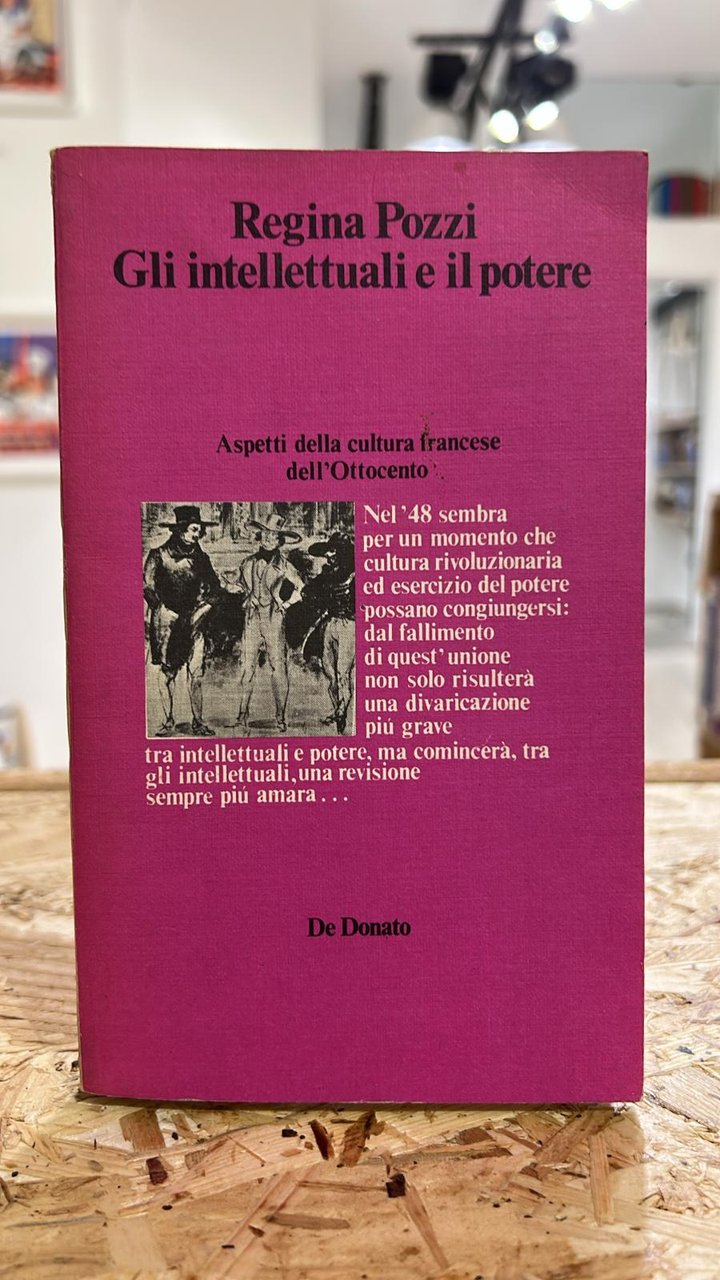 Regina Pozzi
Gli intellettuali e il potere
Aspetti della cultura francese
dell'Ottocento
Nel '48 sembra
per un momento che
cultura rivoluzionaria
ed esercizio del potere
possano congiungersi:
dal fallimento
di quest'unione
non solo risulterà
una divaricazione
piú grave
tra intellettuali e potere, ma comincerà, tra
gli intellettuali, una revisione
sempre piú amara...
De Donato